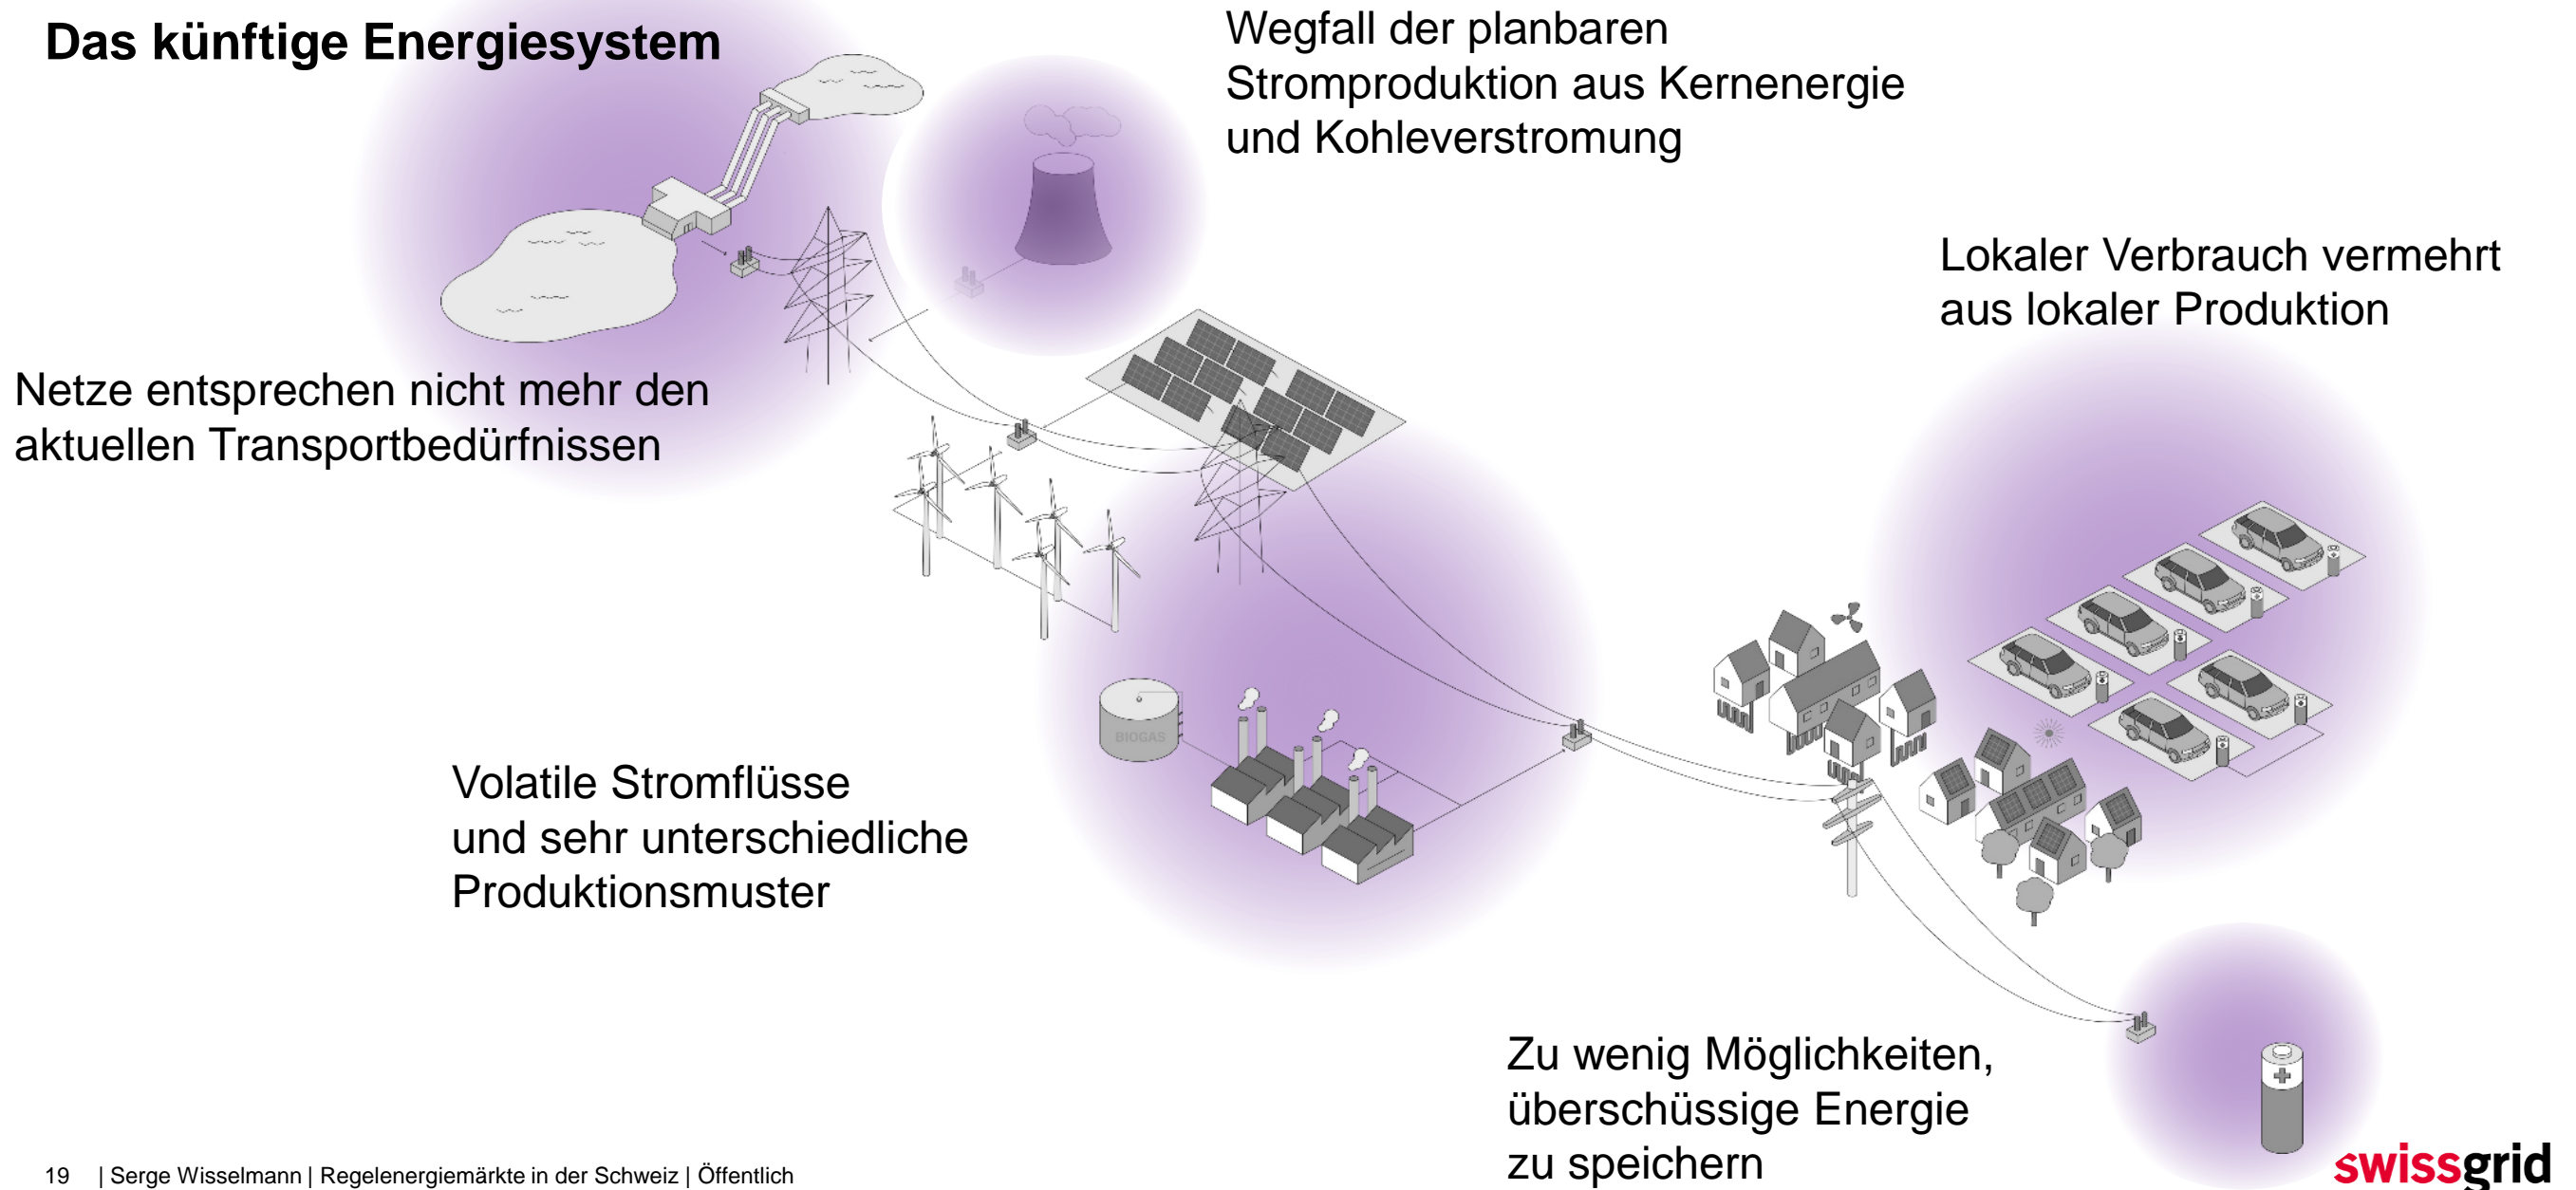 Das künftige Energiesystem
Wegfall der planbaren
Stromproduktion aus Kernenergie
und Kohleverstromung
Lokaler Verbrauch vermehrt
aus lokaler Produktion
Netze entsprechen nicht mehr den
aktuellen Transportbedürfnissen
BIOGAS
Volatile Stromflüsse
und sehr unterschiedliche
Produktionsmuster
Zu wenig Möglichkeiten,
überschüssige Energie
zu speichern
19 | Serge Wisselmann | Regelenergiemärkte in der Schweiz | Öffentlich
swissgrid